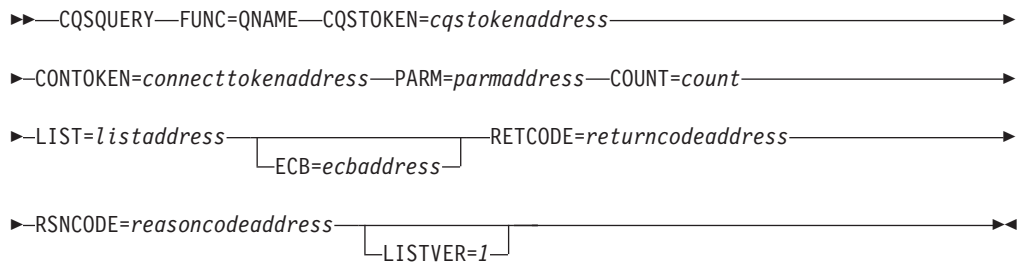 CQSQUERY FUNC=QNAME CQSTOKEN=cqstokenaddress
CONTOKEN=connecttokenaddress PARM=parmaddress COUNT=count
LIST=listaddress RETCODE=returncodeaddress
ECB=ecbaddress
RSNCODE=reasoncodeaddress
LISTVER=1